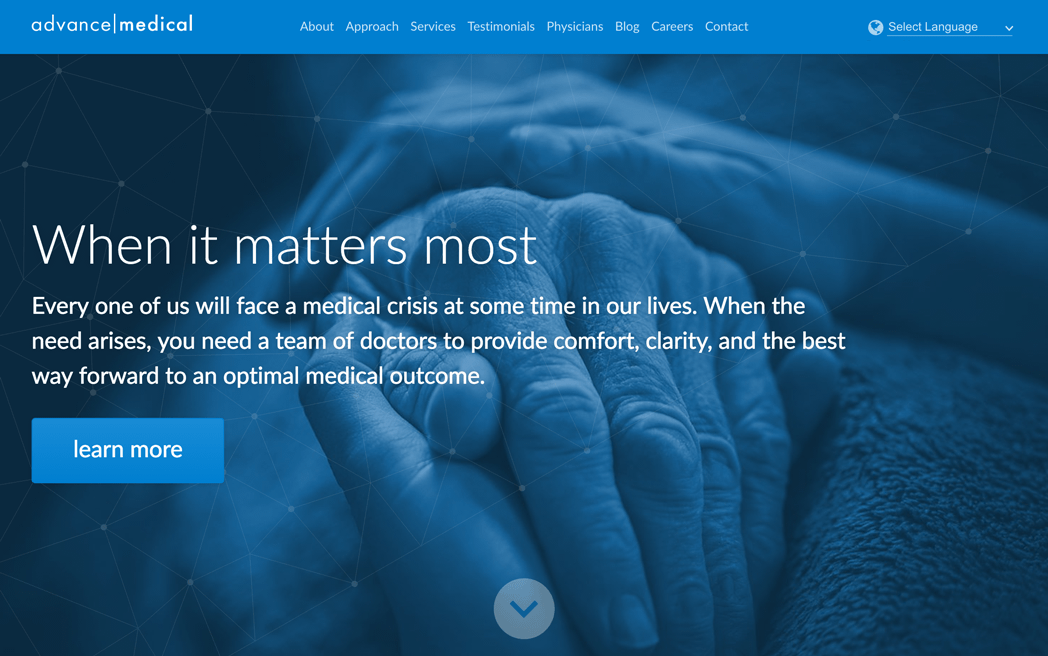 advance|medical
About Approach Services Testimonials Physicians Blog Careers Contact
Select Language
When it matters most
Every one of us will face a medical crisis at some time in our lives. When the
need arises, you need a team of doctors to provide comfort, clarity, and the best
way forward to an optimal medical outcome.
learn more